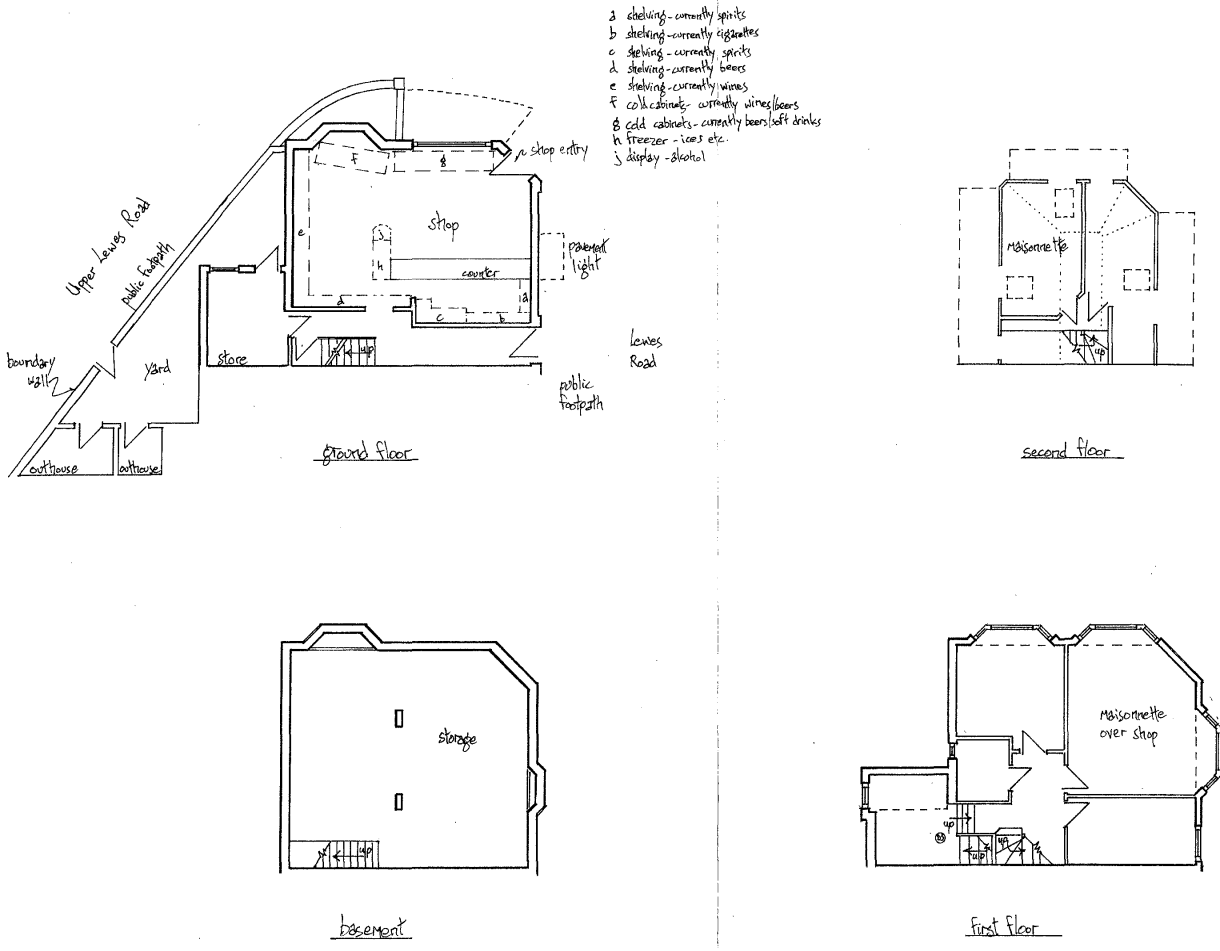 a shelving-currently spirits
b shelving-currently cigarettes
c shelving-currently spirits
d shelving-currently beers
e shelving-currently wines
f cold cabinets- currently wines/beers
g cold cabinets-currently beers/soft drinks
h freezer - ices etc.
j display -alcohol
shop entry
f
g
Upper Lewes Road
public footpath
e
j
shop
h
counter
pavement
light
a
d
c
b
store
up
Lewes
Road
boundary
wall
yard
public
footpath
outhouse
outhouse
ground floor
Maisonnette
up
second floor
storage
up
basement
Maisonnette
over shop
up
up
up
first floor